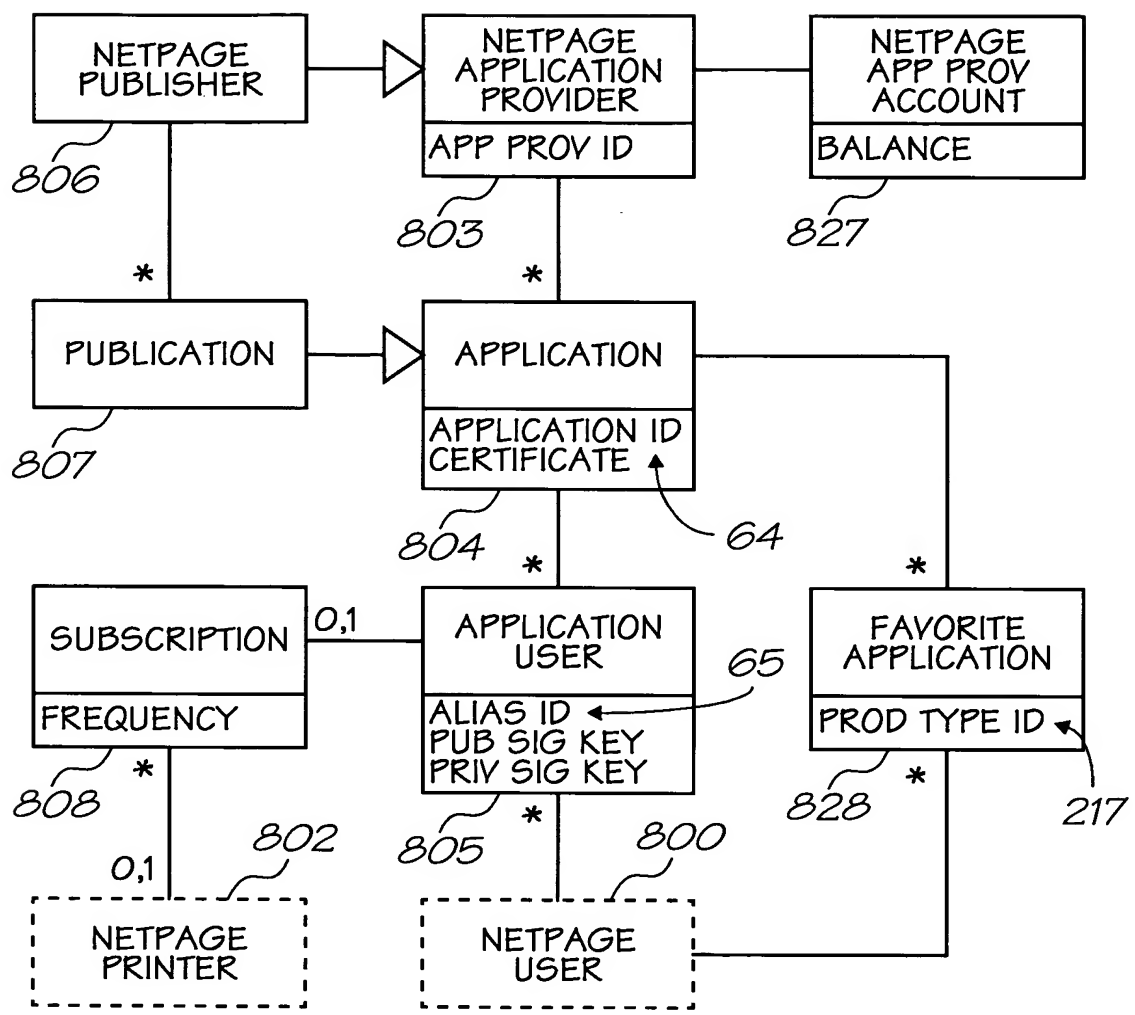 NETPAGE
PUBLISHER
NETPAGE
APPLICATION
PROVIDER
NETPAGE
APP PROV
ACCOUNT
APP PROV ID
BALANCE
806
803
827
*
*
PUBLICATION
APPLICATION
APPLICATION ID
CERTIFICATE
807
804
64
*
*
SUBSCRIPTION
0,1
APPLICATION
USER
FAVORITE
APPLICATION
65
FREQUENCY
ALIAS ID
PUB SIG KEY
PRIV SIG KEY
PROD TYPE ID
808
*
805
*
828
*
217
802
800
0,1
NETPAGE
PRINTER
NETPAGE
USER